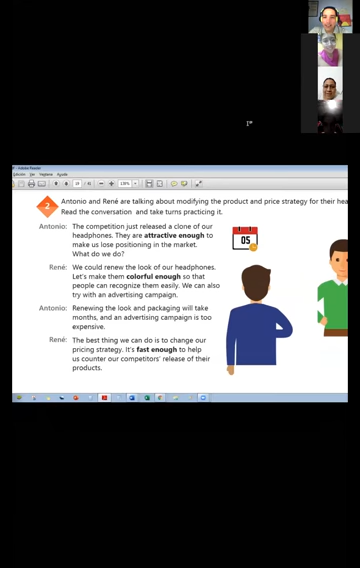 Adobe Reader
Edición Ver Ventana Ayuda
19
130%
2
Antonio and René are talking about modifying the product and price strategy for their hea
Read the conversation and take turns practicing it.
Antonio: The competition just released a clone of our
headphones. They are attractive enough to
make us lose positioning in the market.
What do we do?
05
René: We could renew the look of our headphones.
Let's make them colorful enough so that
people can recognize them easily. We can also
try with an advertising campaign.
Antonio: Renewing the look and packaging will take
months, and an advertising campaign is too
expensive.
René: The best thing we can do is to change our
pricing strategy. It's fast enough to help
us counter our competitors' release of their
products.